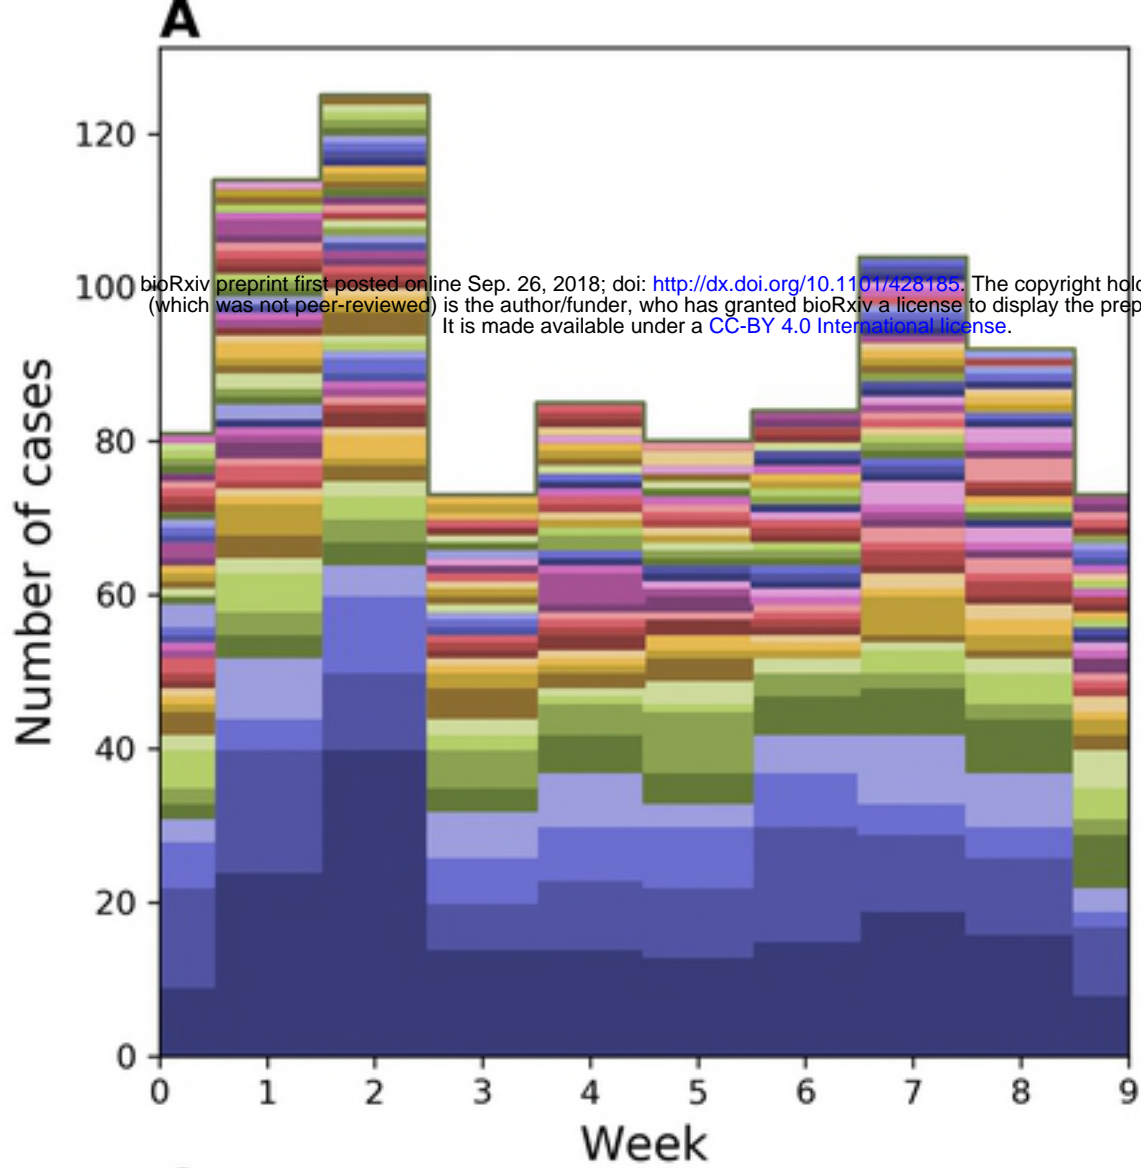 A
120
100
80
60
40
20
0
Number of cases
bioRxiv preprint first posted online Sep. 26, 2018; doi: http://dx.doi.org/10.1101/428185. The copyright hol
(which was not peer-reviewed) is the author/funder, who has granted bioRxiv a license to display the prep
It is made available under a CC-BY 4.0 International license.
0 1 2 3 4 5 6 7 8 9
Week